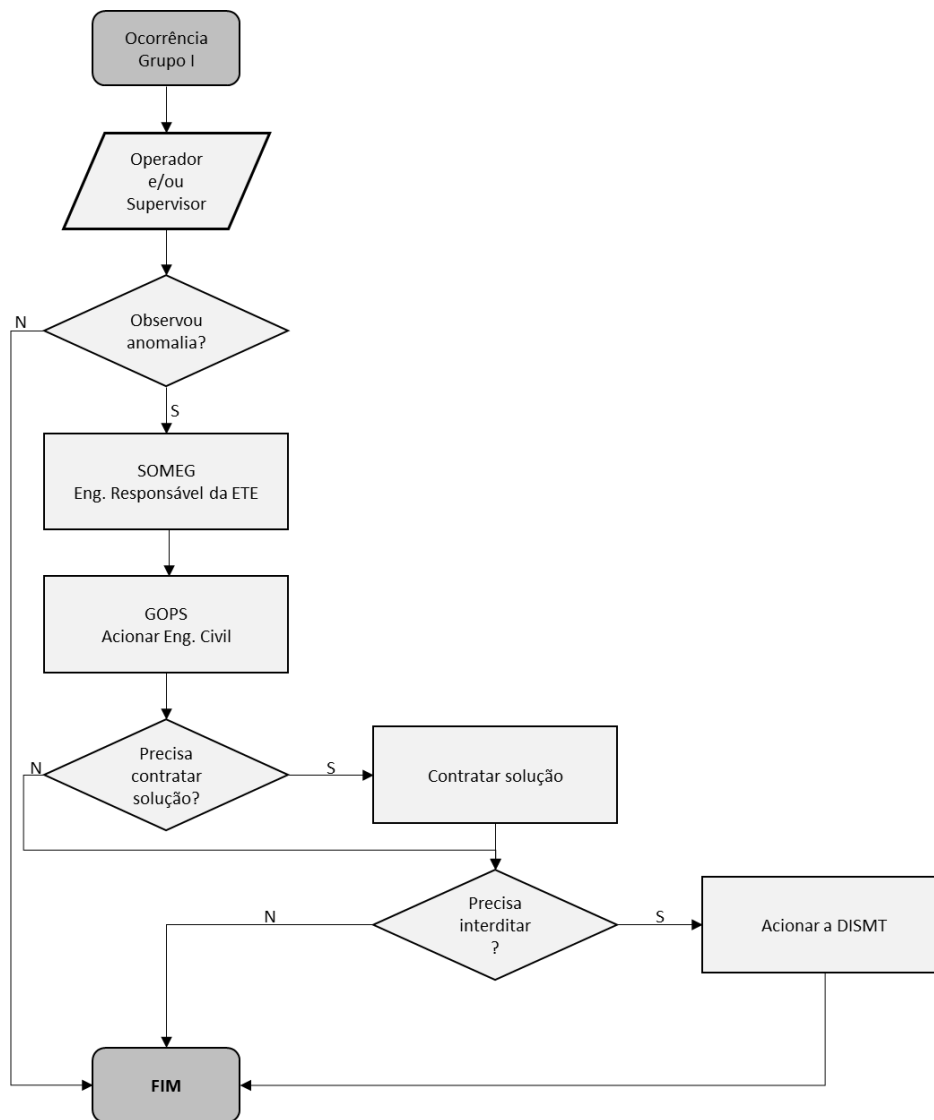 Ocorrência
Grupo I
Operador
e/ou
Supervisor
Observou
anomalia?
N
S
SOMEG
Eng. Responsável da ETE
GOPS
Acionar Eng. Civil
Precisa
contratar
solução?
N
S
Contratar solução
Precisa
interditar
?
N
S
Acionar a DISMT
FIM